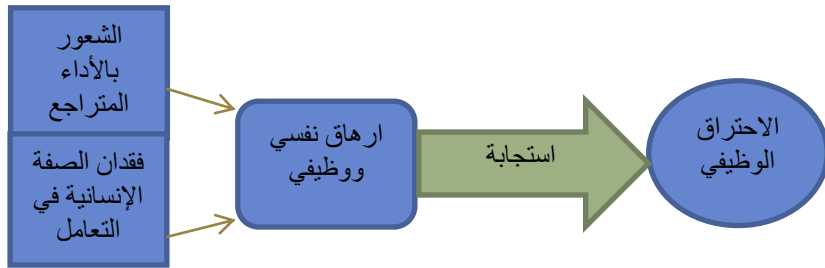 الشعور
بالأداء
المتراجع
فقدان الصفة
الإنسانية في
التعامل
ارهاق نفسي
ووظيفي
استجابة
الاحتراق
الوظيفي